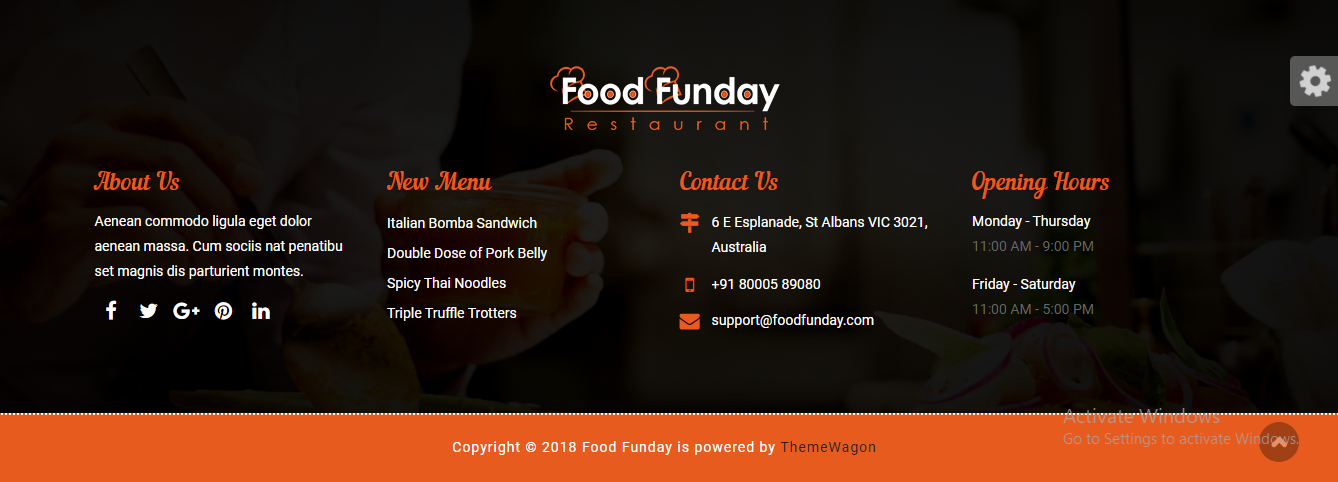 Food Funday
Restaurant
About Us
Aenean commodo ligula eget dolor
aenean massa. Cum sociis nat penatibu
set magnis dis parturient montes.
New Menu
Italian Bomba Sandwich
Double Dose of Pork Belly
Spicy Thai Noodles
Triple Truffle Trotters
Contact Us
6 E Esplanade, St Albans VIC 3021,
Australia
+91 80005 89080
support@foodfunday.com
Opening Hours
Monday - Thursday
11:00 AM - 9:00 PM
Friday - Saturday
11:00 AM - 5:00 PM
Activate Windows
Go to Settings to activate Windows.
Copyright © 2018 Food Funday is powered by ThemeWagon